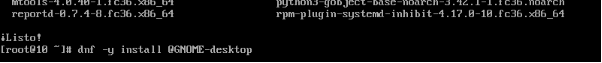 mtools-4.0.40-1.fc36.x86_64 python3-gobject-base-noarch-3.42.1-1.fc36.noarch
reportd-0.7.4-8.fc36.x86_64 rpm-plugin-systemd-inhibit-4.17.0-10.fc36.x86_64
¡Listo!
[root@10 ~]# dnf -y install @GNOME-desktop